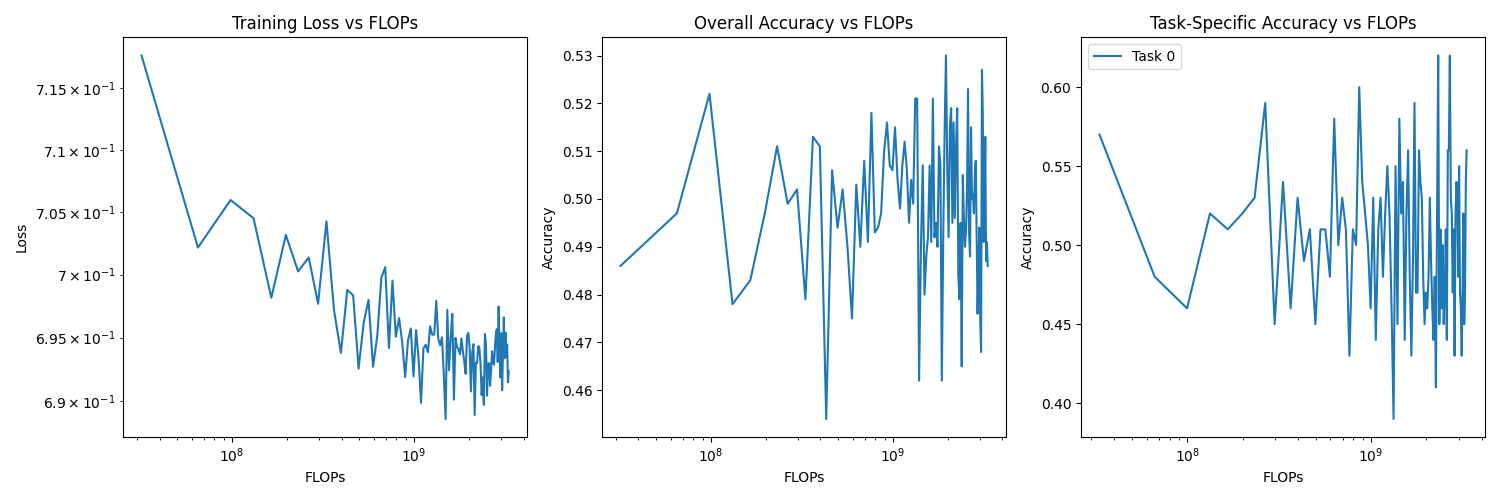 Training Loss vs FLOPs
Loss
7.15 × 10⁻¹
7.1 × 10⁻¹
7.05 × 10⁻¹
7 × 10⁻¹
6.95 × 10⁻¹
6.9 × 10⁻¹
10⁸
10⁹
FLOPs
Overall Accuracy vs FLOPs
Accuracy
0.53
0.52
0.51
0.50
0.49
0.48
0.47
0.46
10⁸
10⁹
FLOPs
Task-Specific Accuracy vs FLOPs
Task 0
Accuracy
0.60
0.55
0.50
0.45
0.40
10⁸
10⁹
FLOPs